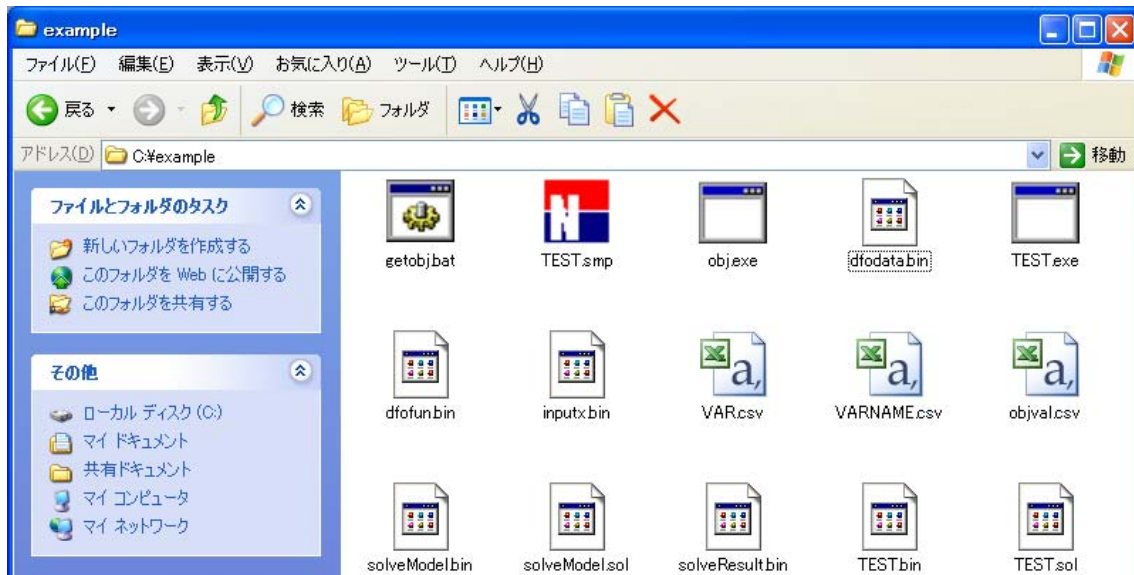 example
ファイル(F) 編集(E) 表示(V) お気に入り(A) ツール(T) ヘルプ(H)
戻る 検索 フォルダ
アドレス(D) C:¥example 移動
ファイルとフォルダのタスク
新しいフォルダを作成する
このフォルダを Web に公開する
このフォルダを共有する
その他
ローカル ディスク (C:)
マイ ドキュメント
共有ドキュメント
マイ コンピュータ
マイ ネットワーク
getobj.bat TEST.smp obj.exe dfodata.bin TEST.exe
dfofun.bin inputx.bin VAR.csv VARNAME.csv objval.csv
solveModel.bin solveModel.sol solveResult.bin TEST.bin TEST.sol